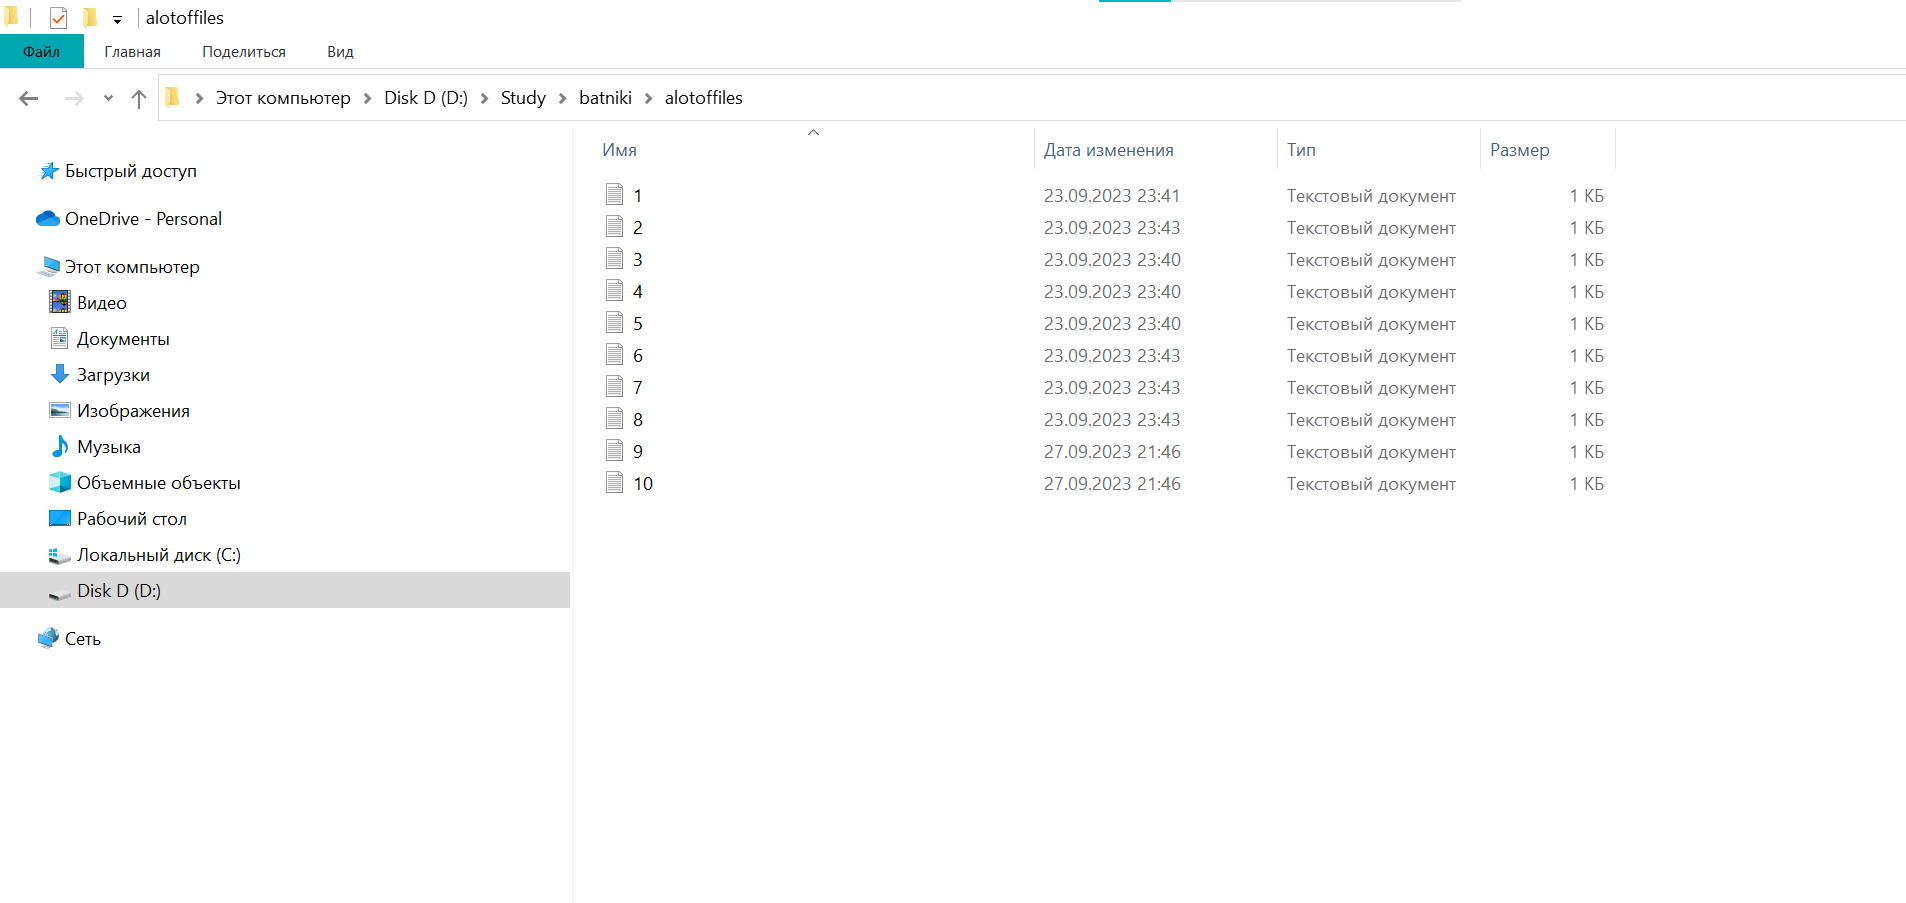 alotoffiles
Файл Главная Поделиться Вид
Этот компьютер Disk D (D:) Study batniki alotoffiles
Быстрый доступ
OneDrive - Personal
Этот компьютер
Видео
Документы
Загрузки
Изображения
Музыка
Объемные объекты
Рабочий стол
Локальный диск (C:)
Disk D (D:)
Сеть
Имя Дата изменения Тип Размер
1 23.09.2023 23:41 Текстовый документ 1 КБ
2 23.09.2023 23:43 Текстовый документ 1 КБ
3 23.09.2023 23:40 Текстовый документ 1 КБ
4 23.09.2023 23:40 Текстовый документ 1 КБ
5 23.09.2023 23:40 Текстовый документ 1 КБ
6 23.09.2023 23:43 Текстовый документ 1 КБ
7 23.09.2023 23:43 Текстовый документ 1 КБ
8 23.09.2023 23:43 Текстовый документ 1 КБ
9 27.09.2023 21:46 Текстовый документ 1 КБ
10 27.09.2023 21:46 Текстовый документ 1 КБ